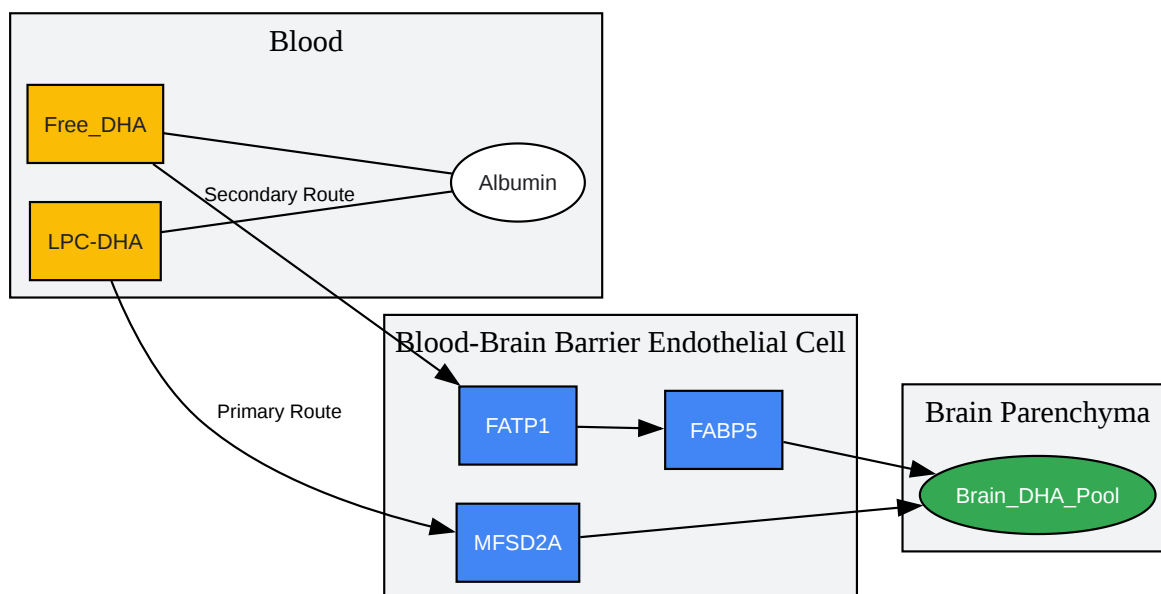 Blood
Free_DHA
Albumin
Secondary Route
LPC-DHA
Blood-Brain Barrier Endothelial Cell
Primary Route
FATP1
FABP5
Brain Parenchyma
Brain_DHA_Pool
MFSD2A